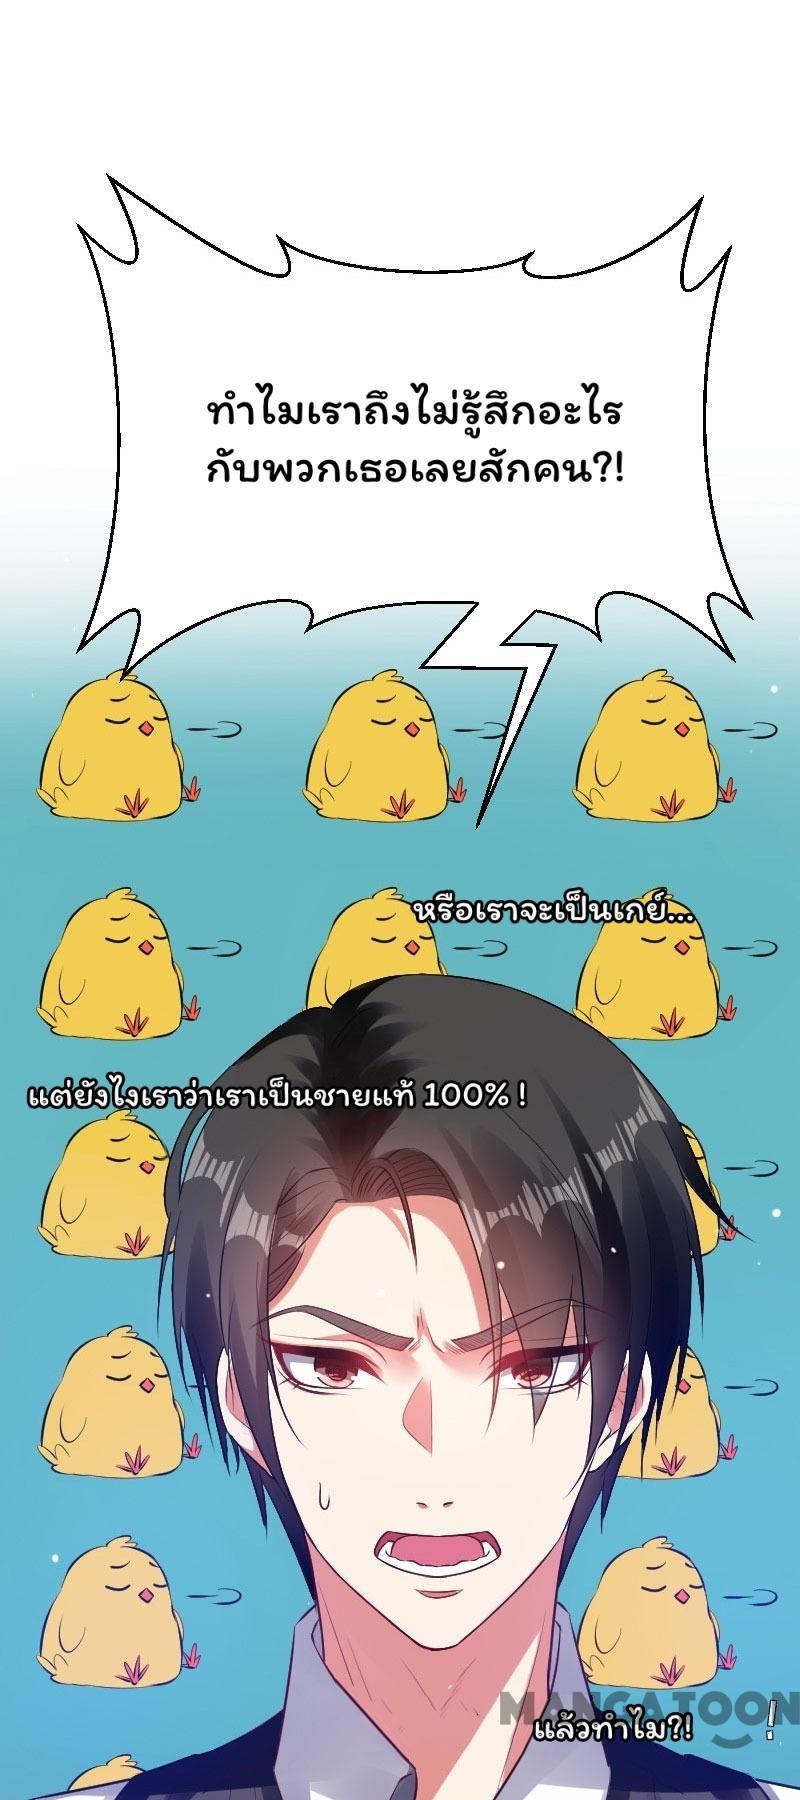 ทำไมเราถึงไม่รู้สึกอะไร
กับพวกเธอเลยสักคน?!
หรือเราจะเป็นเกย์...
แต่ยังไงเราว่าเราเป็นชายแท้ 100% !
MANGATOON
แล้วทำไม?!
!